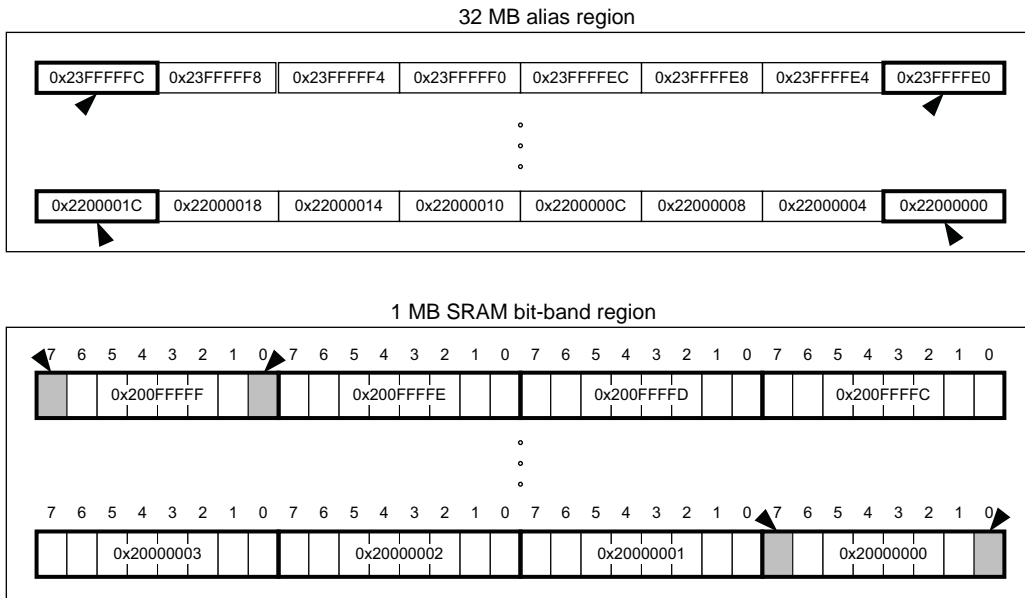 32 MB alias region
0x23FFFFFC 0x23FFFFF8 0x23FFFFF4 0x23FFFFF0 0x23FFFFEC 0x23FFFFE8 0x23FFFFE4 0x23FFFFE0
0x2200001C 0x22000018 0x22000014 0x22000010 0x2200000C 0x22000008 0x22000004 0x22000000
1 MB SRAM bit-band region
7 6 5 4 3 2 1 0 7 6 5 4 3 2 1 0 7 6 5 4 3 2 1 0 7 6 5 4 3 2 1 0
0x200FFFFF 0x200FFFFE 0x200FFFFD 0x200FFFFC
7 6 5 4 3 2 1 0 7 6 5 4 3 2 1 0 7 6 5 4 3 2 1 0 7 6 5 4 3 2 1 0
0x20000003 0x20000002 0x20000001 0x20000000